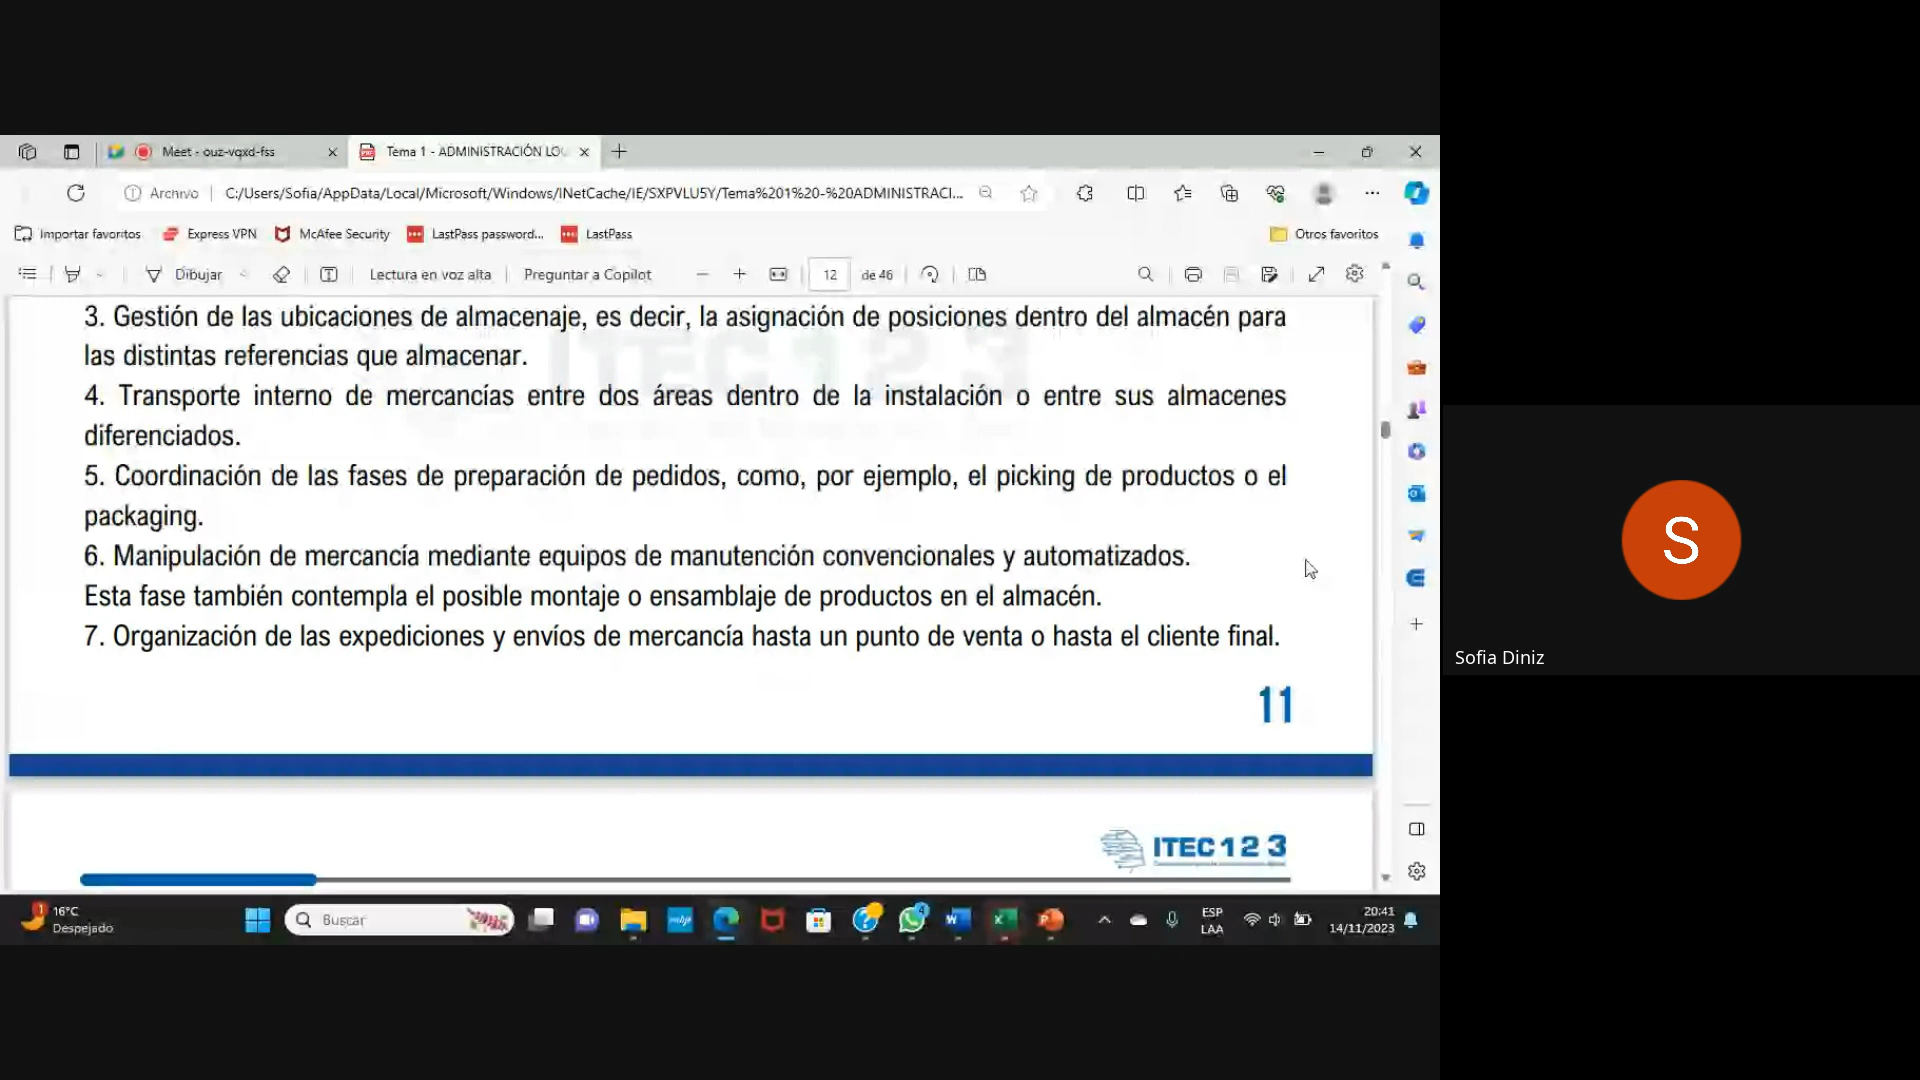 Meet - ouz-vqxd-fss
Tema 1 - ADMINISTRACIÓN LO
Archivo
C:/Users/Sofia/AppData/Local/Microsoft/Windows/INetCache/IE/SXPVLU5Y/Tema%201%20-%20ADMINISTRACI...
Importar favoritos
Express VPN
McAfee Security
LastPass password...
LastPass
Otros favoritos
Dibujar
Lectura en voz alta
Preguntar a Copilot
12
de 46
3. Gestión de las ubicaciones de almacenaje, es decir, la asignación de posiciones dentro del almacén para
las distintas referencias que almacenar.
4. Transporte interno de mercancías entre dos áreas dentro de la instalación o entre sus almacenes
diferenciados.
5. Coordinación de las fases de preparación de pedidos, como, por ejemplo, el picking de productos o el
packaging.
6. Manipulación de mercancía mediante equipos de manutención convencionales y automatizados.
Esta fase también contempla el posible montaje o ensamblaje de productos en el almacén.
7. Organización de las expediciones y envíos de mercancía hasta un punto de venta o hasta el cliente final.
11
ITEC 1 2 3
Sofia Diniz
S
16°C
Despejado
Buscar
ESP
LAA
20:41
14/11/2023